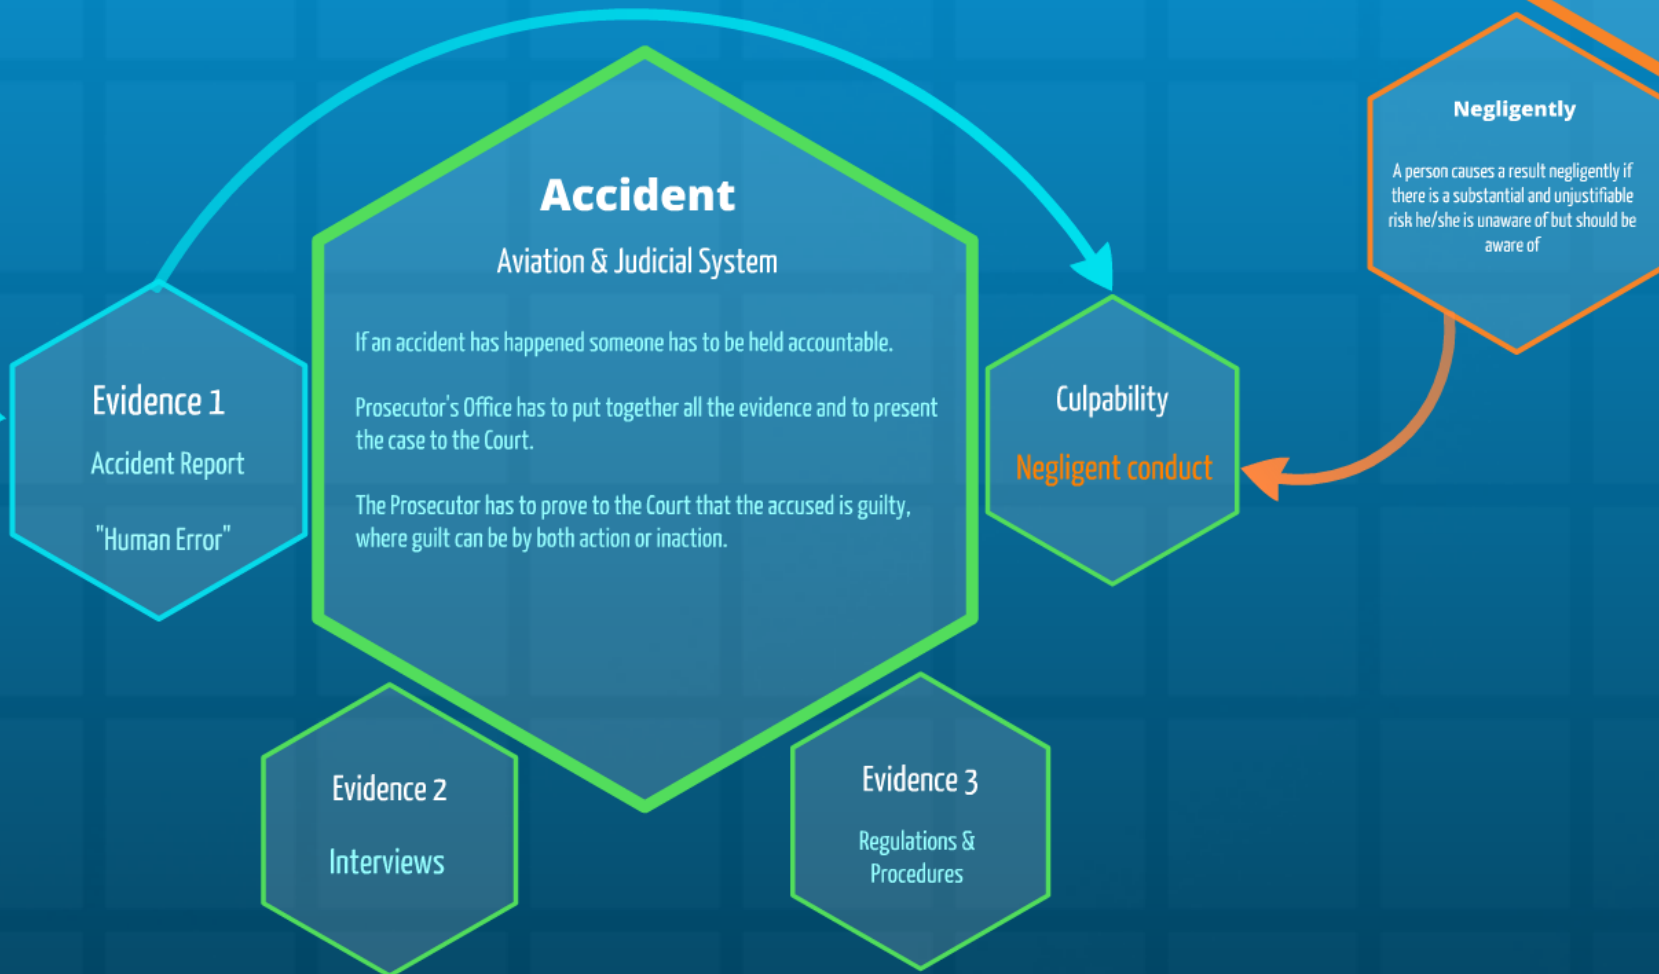 Accident
Aviation & Judicial System
If an accident has happened someone has to be held accountable.
Prosecutor's Office has to put together all the evidence and to present
the case to the Court.
The Prosecutor has to prove to the Court that the accused is guilty,
where guilt can be by both action or inaction.
Evidence 1
Accident Report
"Human Error"
Evidence 2
Interviews
Evidence 3
Regulations &
Procedures
Culpability
Negligent conduct
Negligently
A person causes a result negligently if
there is a substantial and unjustifiable
risk he/she is unaware of but should be
aware of